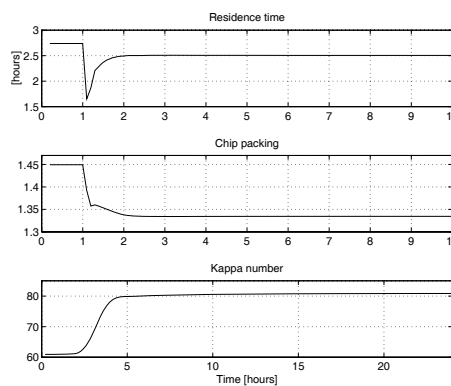 Residence time
3
2.5
2
1.5
[hours]
0 1 2 3 4 5 6 7 8 9
Chip packing
1.45
1.4
1.35
1.3
0 1 2 3 4 5 6 7 8 9
Kappa number
80
70
60
0 5 10 15 20
Time [hours]